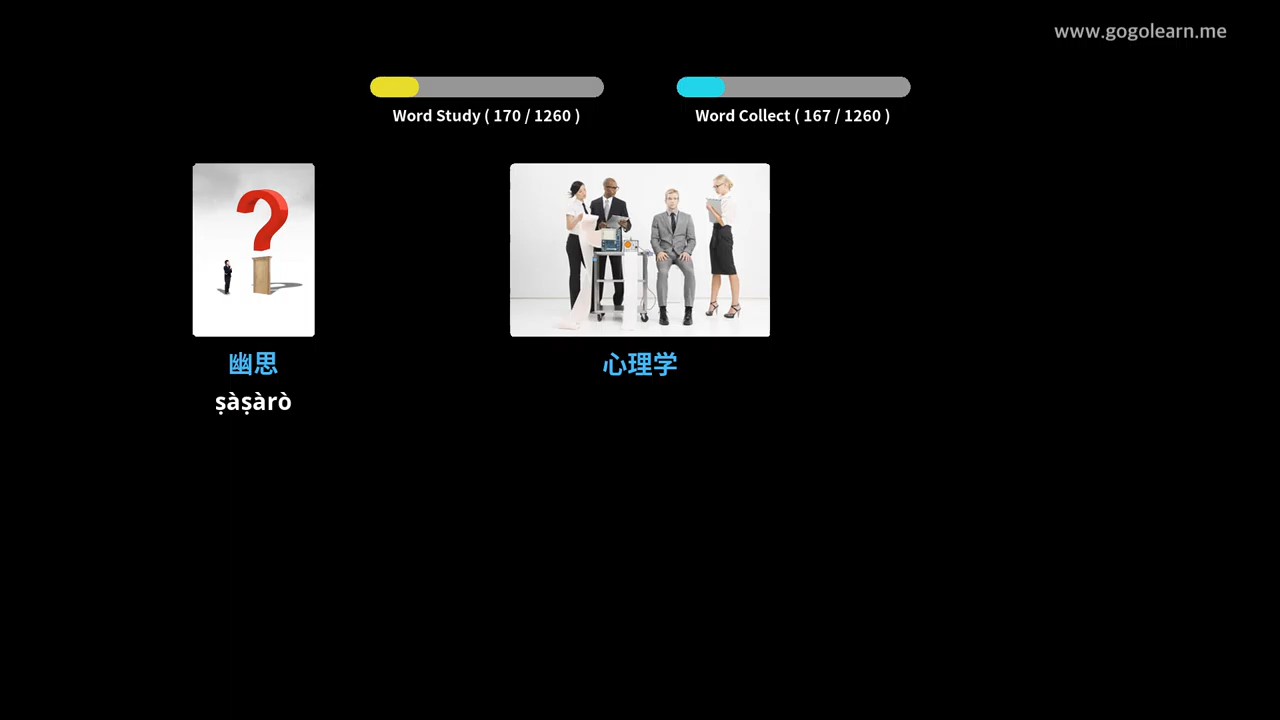 www.gogolearn.me
Word Study ( 170 / 1260 )
Word Collect ( 167 / 1260 )
幽思
ṣàṣàrò
心理学